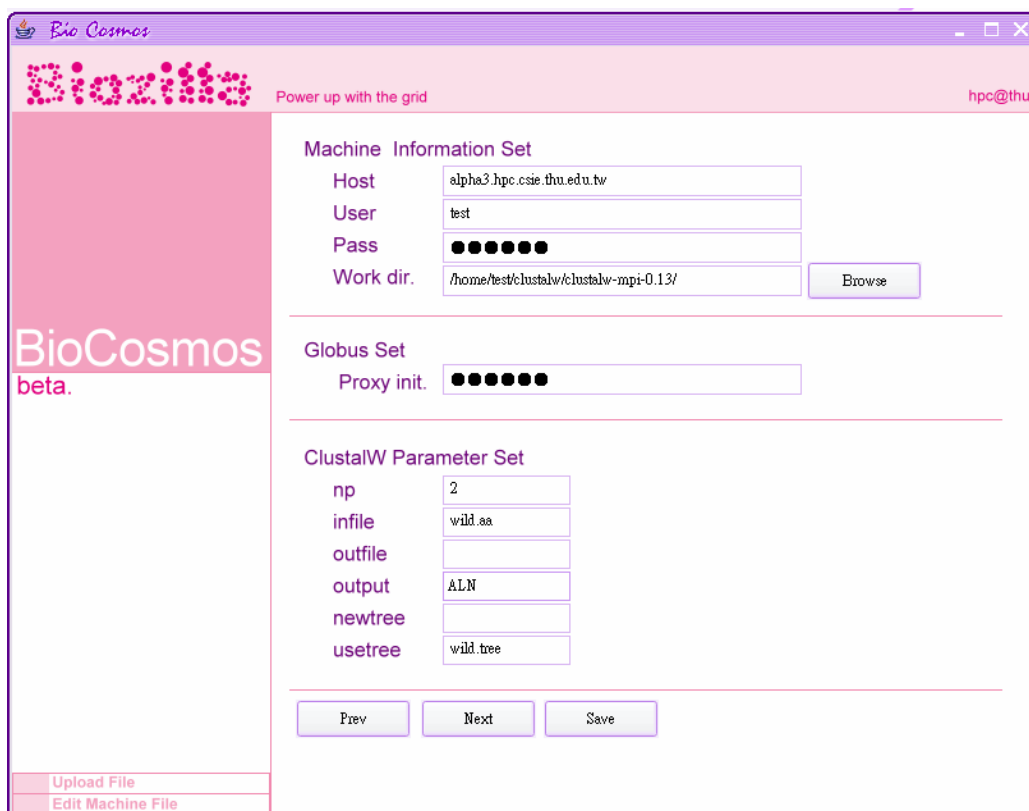 Bio Cosmos
Biozilla Power up with the grid hpc@thu
Machine Information Set
Host alpha3.hpc.csie.thu.edu.tw
User test
Pass ●●●●●●
Work dir. /home/test/clustalw/clustalw-mpi-0.13/ Browse
BioCosmos
beta.
Globus Set
Proxy init. ●●●●●●
ClustalW Parameter Set
np 2
infile wild.aa
outfile
output ALN
newtree
usetree wild.tree
Prev Next Save
Upload File
Edit Machine File